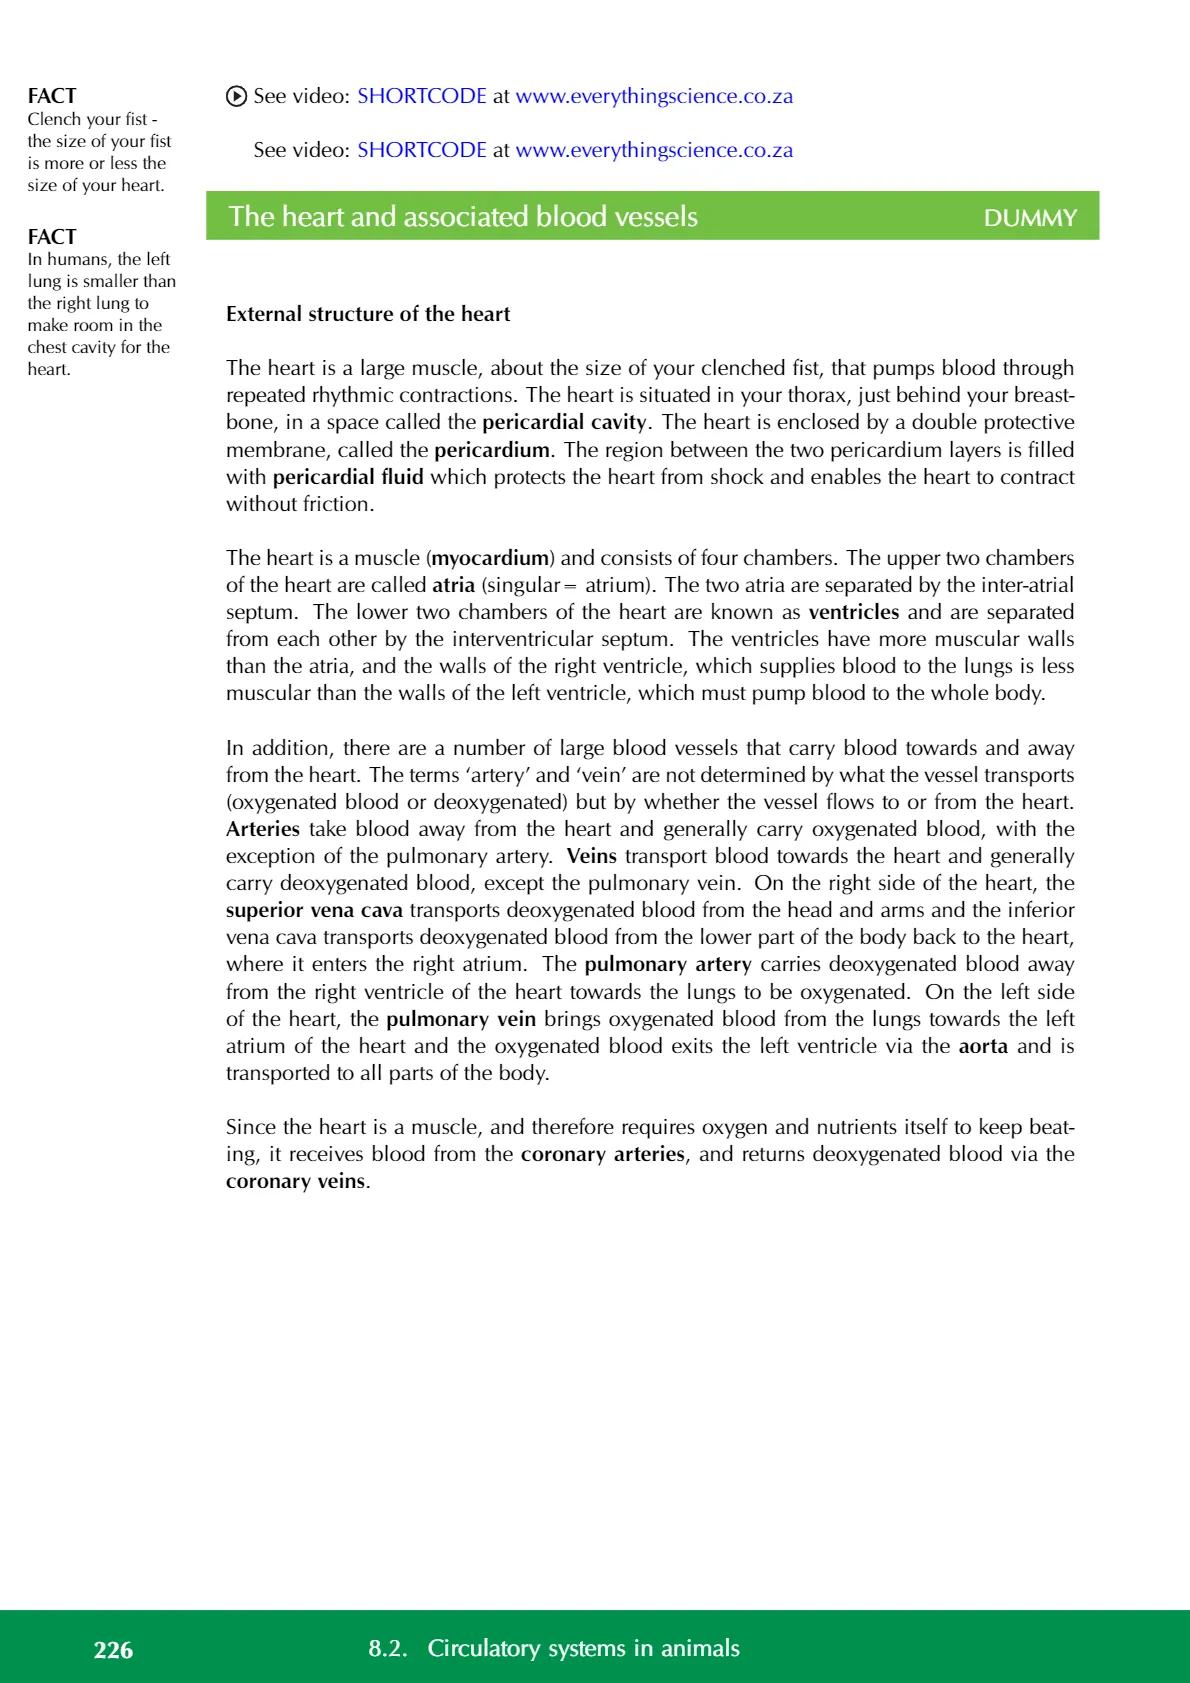 FACT
Clench your fist -
the size of your fist
is more or less the
size of your heart.
FACT
In humans, the left
lung is smaller than
the right lung to
make room in the
chest cavity for the
heart.
See video: SHORTCODE at www.everythingscience.co.za
See video: SHORTCODE at www.everythingscience.co.za
The heart and associated blood vessels DUMMY
External structure of the heart
The heart is a large muscle, about the size of your clenched fist, that pumps blood through
repeated rhythmic contractions. The heart is situated in your thorax, just behind your breast-
bone, in a space called the pericardial cavity. The heart is enclosed by a double protective
membrane, called the pericardium. The region between the two pericardium layers is filled
with pericardial fluid which protects the heart from shock and enables the heart to contract
without friction.
The heart is a muscle (myocardium) and consists of four chambers. The upper two chambers
of the heart are called atria (singular= atrium). The two atria are separated by the inter-atrial
septum. The lower two chambers of the heart are known as ventricles and are separated
from each other by the interventricular septum. The ventricles have more muscular walls
than the atria, and the walls of the right ventricle, which supplies blood to the lungs is less
muscular than the walls of the left ventricle, which must pump blood to the whole body.
In addition, there are a number of large blood vessels that carry blood towards and away
from the heart. The terms ‘artery’ and ‘vein’ are not determined by what the vessel transports
(oxygenated blood or deoxygenated) but by whether the vessel flows to or from the heart.
Arteries take blood away from the heart and generally carry oxygenated blood, with the
exception of the pulmonary artery. Veins transport blood towards the heart and generally
carry deoxygenated blood, except the pulmonary vein. On the right side of the heart, the
superior vena cava transports deoxygenated blood from the head and arms and the inferior
vena cava transports deoxygenated blood from the lower part of the body back to the heart,
where it enters the right atrium. The pulmonary artery carries deoxygenated blood away
from the right ventricle of the heart towards the lungs to be oxygenated. On the left side
of the heart, the pulmonary vein brings oxygenated blood from the lungs towards the left
atrium of the heart and the oxygenated blood exits the left ventricle via the aorta and is
transported to all parts of the body.
Since the heart is a muscle, and therefore requires oxygen and nutrients itself to keep beat-
ing, it receives blood from the coronary arteries, and returns deoxygenated blood via the
coronary veins.
226 8.2. Circulatory systems in animals